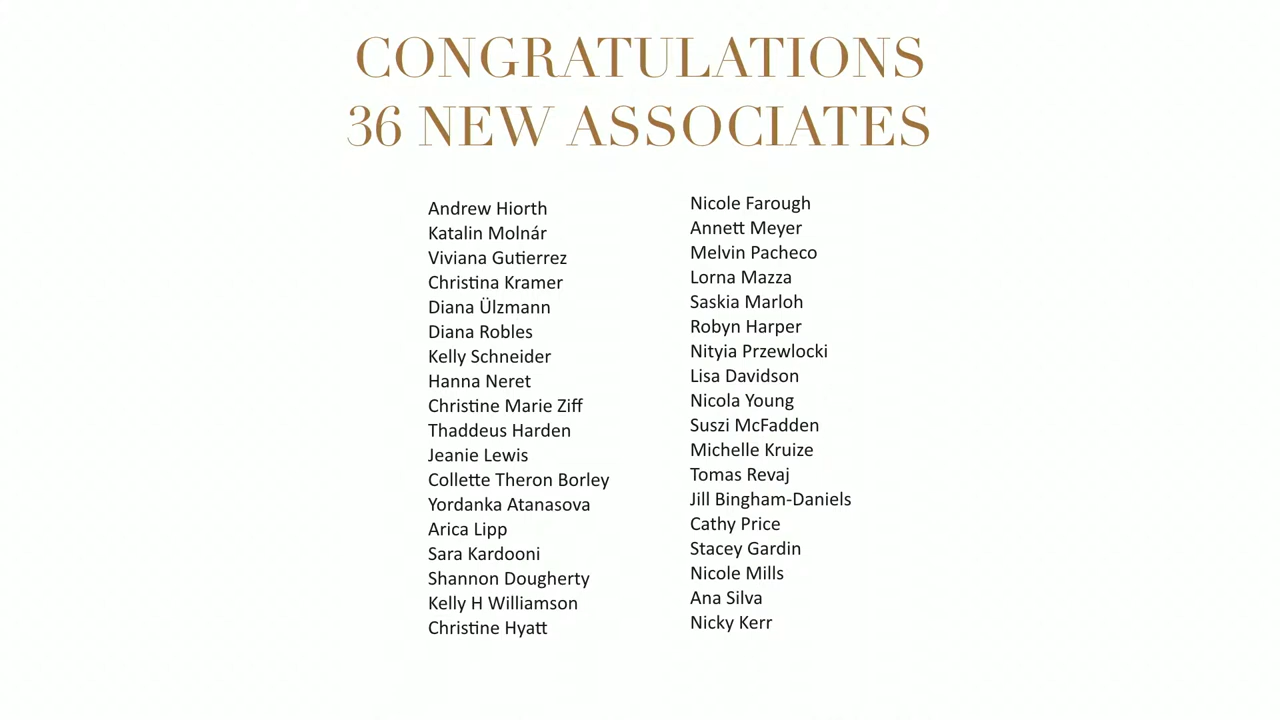 CONGRATULATIONS
36 NEW ASSOCIATES
Andrew Hiorth
Katalin Molnár
Viviana Gutierrez
Christina Kramer
Diana Ülzmann
Diana Robles
Kelly Schneider
Hanna Neret
Christine Marie Ziff
Thaddeus Harden
Jeanie Lewis
Collette Theron Borley
Yordanka Atanasova
Arica Lipp
Sara Kardooni
Shannon Dougherty
Kelly H Williamson
Christine Hyatt
Nicole Farough
Annett Meyer
Melvin Pacheco
Lorna Mazza
Saskia Marloh
Robyn Harper
Nityia Przewlocki
Lisa Davidson
Nicola Young
Suszi McFadden
Michelle Kruize
Tomas Revaj
Jill Bingham-Daniels
Cathy Price
Stacey Gardin
Nicole Mills
Ana Silva
Nicky Kerr